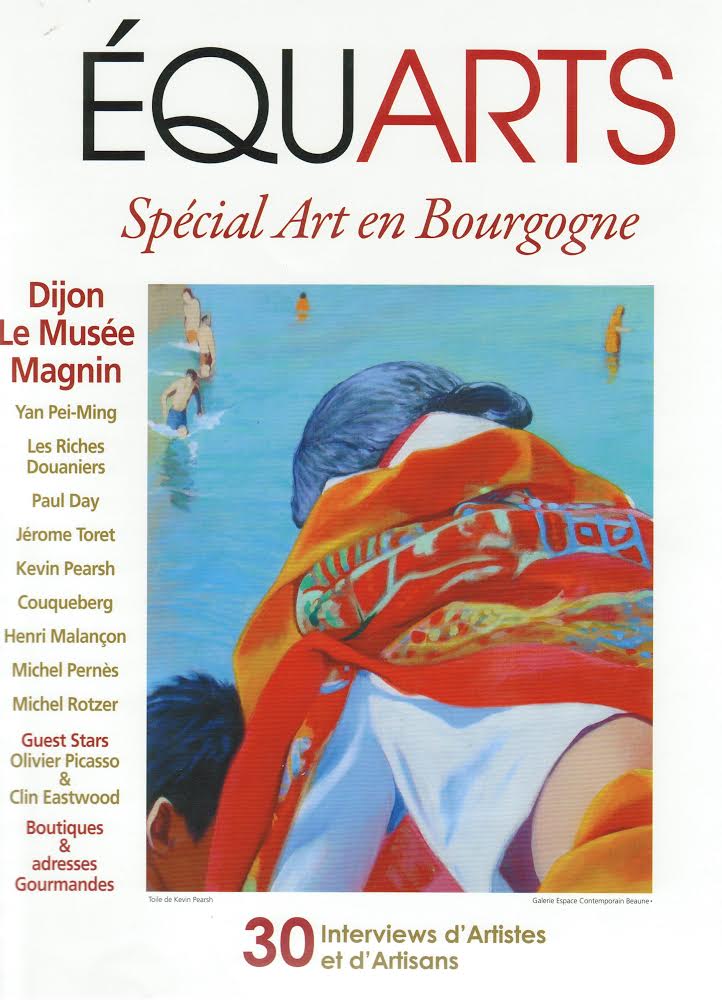 ÉQUARTS
Spécial Art en Bourgogne
Dijon
Le Musée
Magnin
Yan Pei-Ming
Les Riches
Douaniers
Paul Day
Jérome Toret
Kevin Pearsh
Couqueberg
Henri Malançon
Michel Pernès
Michel Rotzer
Guest Stars
Olivier Picasso
&
Clin Eastwood
Boutiques
&
adresses
Gourmandes
Toile de Kevin Pearsh
Galerie Espace Contemporain Beaune•
30 Interviews d'Artistes
et d'Artisans